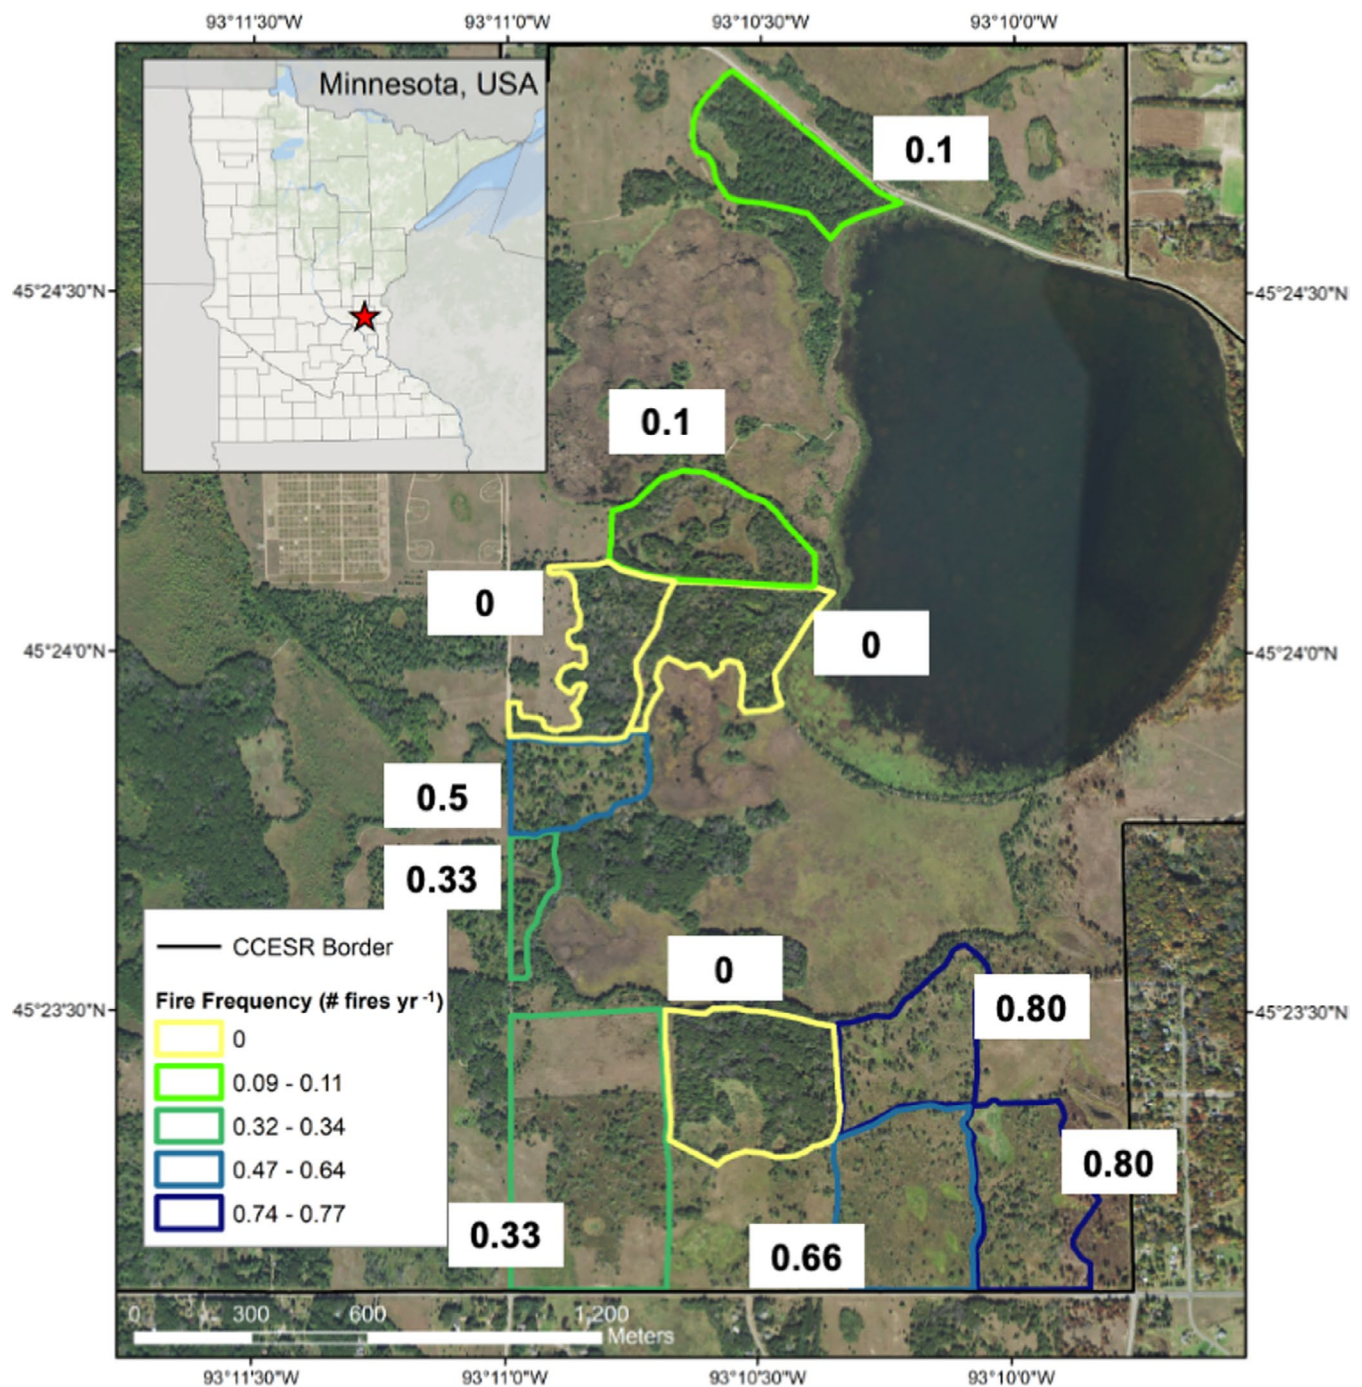 93°11'30"W
93°11'0"W
93°10'30"W
93°10'0"W
Minnesota, USA
0.1
45°24'30"N
45°24'30"N
0.1
0
0
45°24'0"N
45°24'0"N
0.5
0.33
0
0.80
45°23'30"N
45°23'30"N
CCESR Border
Fire Frequency (# fires yr -1)
0
0.09 - 0.11
0.32 - 0.34
0.47 - 0.64
0.74 - 0.77
0.80
0.33
0.66
0 300 600 1,200
Meters
93°11'30"W
93°11'0"W
93°10'30"W
93°10'0"W